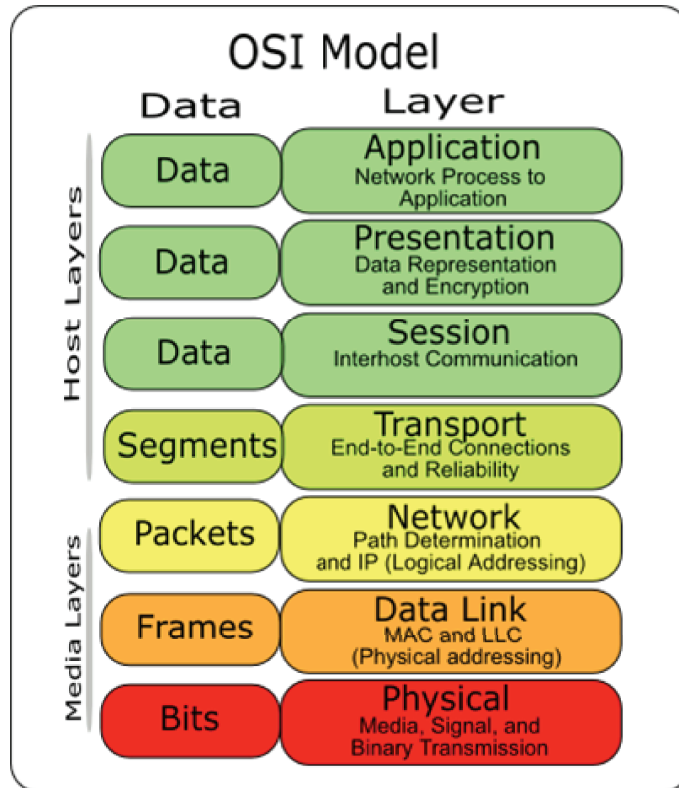 OSI Model
Data Layer
Host Layers
Data
Application
Network Process to
Application
Data
Presentation
Data Representation
and Encryption
Data
Session
Interhost Communication
Segments
Transport
End-to-End Connections
and Reliability
Media Layers
Packets
Network
Path Determination
and IP (Logical Addressing)
Frames
Data Link
MAC and LLC
(Physical addressing)
Bits
Physical
Media, Signal, and
Binary Transmission